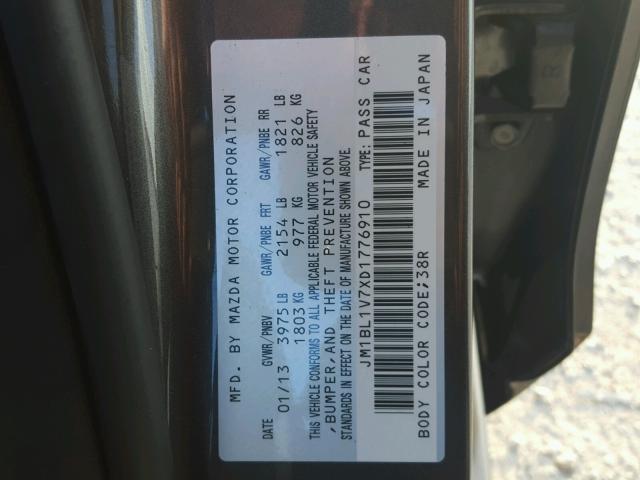 MFD. BY MAZDA MOTOR CORPORATION
DATE GVWR/PNBV GAWR/PNBE FRT GAWR/PNBE RR
01/13 3975 LB 2154 LB 1821 LB
1803 KG 977 KG 826 KG
THIS VEHICLE CONFORMS TO ALL APPLICABLE FEDERAL MOTOR VEHICLE SAFETY
,BUMPER,AND THEFT PREVENTION
STANDARDS IN EFFECT ON THE DATE OF MANUFACTURE SHOWN ABOVE.
JM1BL1V7XD1776910 TYPE: PASS CAR
BODY COLOR CODE;38R MADE IN JAPAN